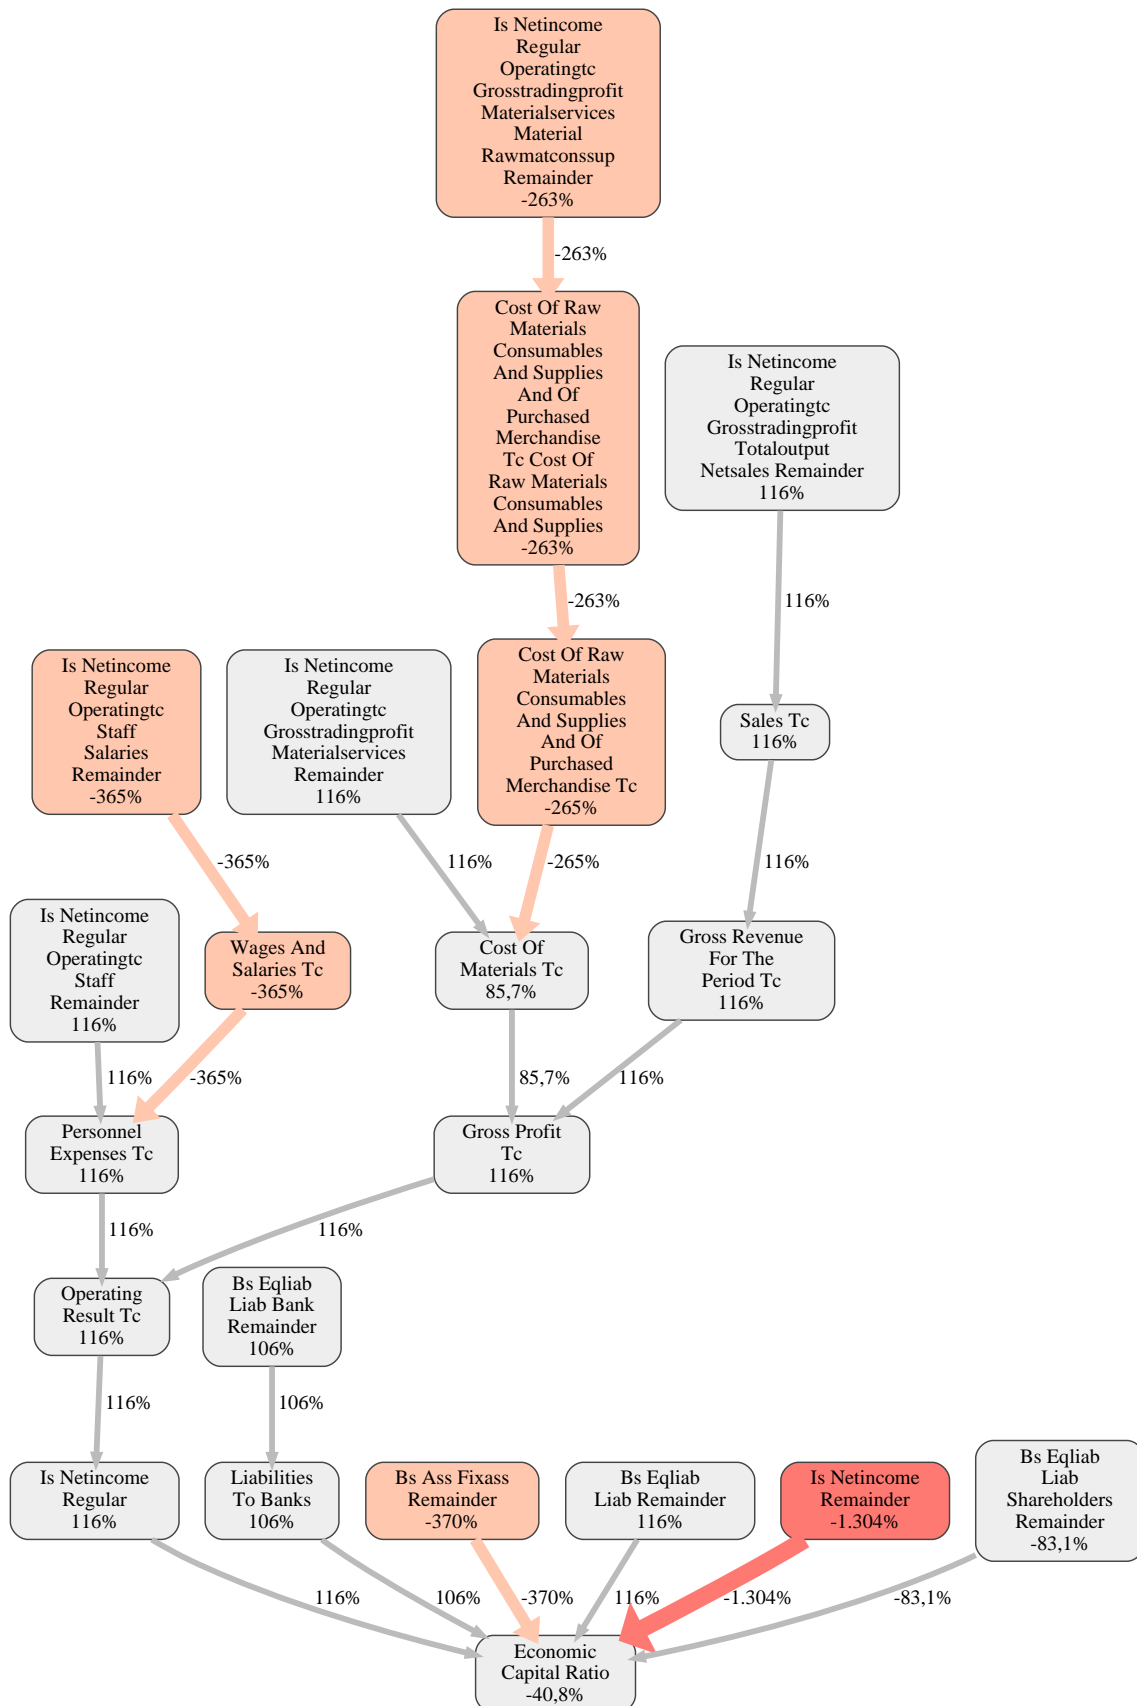 Is Netincome
Regular
Operatingtc
Grosstradingprofit
Materialservices
Material
Rawmatconssup
Remainder
-263%
-263%
Cost Of Raw
Materials
Consumables
And Supplies
And Of
Purchased
Merchandise
Tc Cost Of
Raw Materials
Consumables
And Supplies
-263%
Is Netincome
Regular
Operatingtc
Grosstradingprofit
Totaloutput
Netsales Remainder
116%
-263%
116%
Is Netincome
Regular
Operatingtc
Staff
Salaries
Remainder
-365%
Is Netincome
Regular
Operatingtc
Grosstradingprofit
Materialservices
Remainder
116%
Cost Of Raw
Materials
Consumables
And Supplies
And Of
Purchased
Merchandise Tc
-265%
Sales Tc
116%
-365%
116%
-265%
116%
Is Netincome
Regular
Operatingtc
Staff
Remainder
116%
Wages And
Salaries Tc
-365%
Cost Of
Materials Tc
85,7%
Gross Revenue
For The
Period Tc
116%
116%
-365%
85,7%
116%
Personnel
Expenses Tc
116%
Gross Profit
Tc
116%
116%
116%
Operating
Result Tc
116%
Bs Eqliab
Liab Bank
Remainder
106%
116%
106%
Is Netincome
Regular
116%
Liabilities
To Banks
106%
Bs Ass Fixass
Remainder
-370%
Bs Eqliab
Liab Remainder
116%
Is Netincome
Remainder
-1.304%
Bs Eqliab
Liab
Shareholders
Remainder
-83,1%
116%
106%
-370%
116%
-1.304%
-83,1%
Economic
Capital Ratio
-40,8%